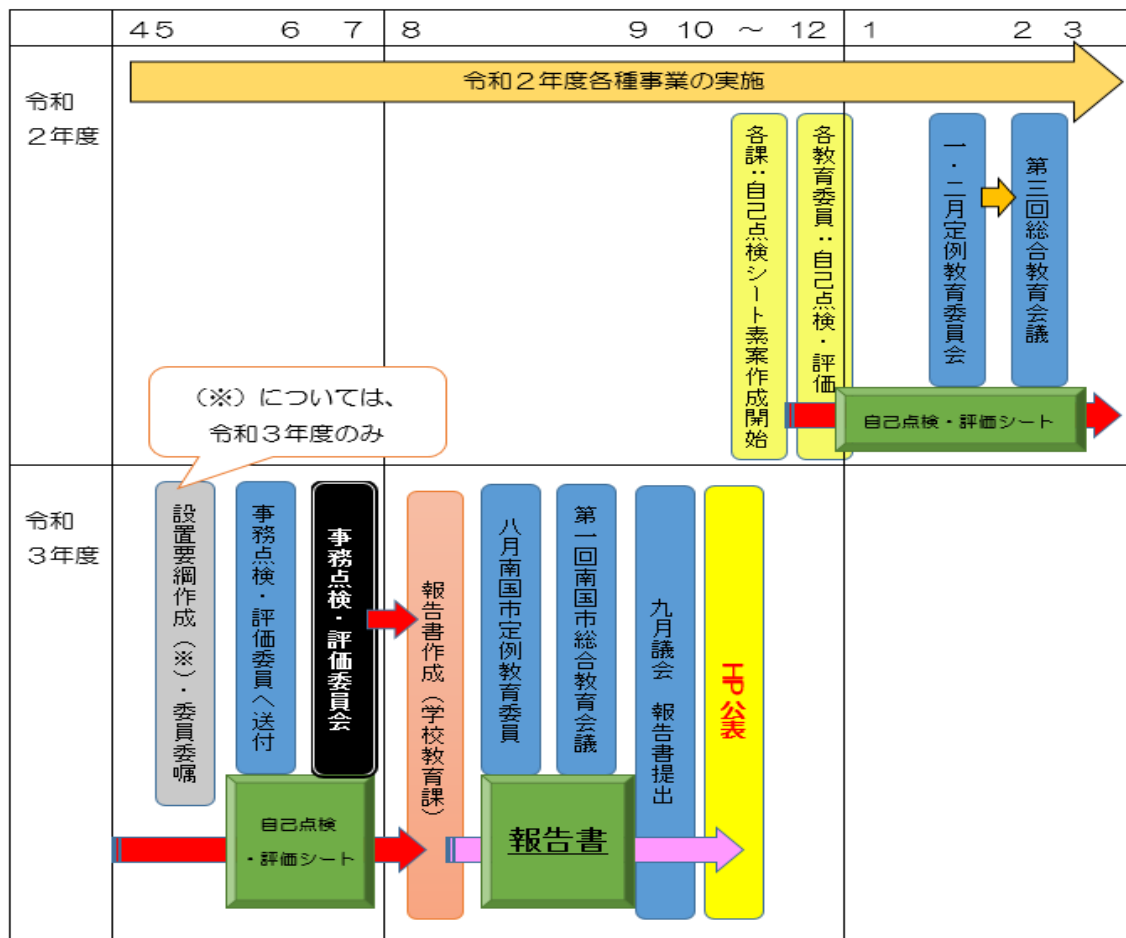 ４５　６　７　８　９　１０　～　１２　１　２　３
令和
２年度
令和２年度各種事業の実施
各課：自己点検シート素案作成開始
各教育委員：自己点検・評価
一・二月定例教育委員会
第三回総合教育会議
自己点検・評価シート
（※）については、
令和３年度のみ
令和
３年度
設置要綱作成（※）・委員委嘱
事務点検・評価委員へ送付
事務点検・評価委員会
報告書作成（学校教育課）
八月南国市定例教育委員
第一回南国市総合教育会議
九月議会　報告書提出
HP公表
自己点検
・評価シート
報告書